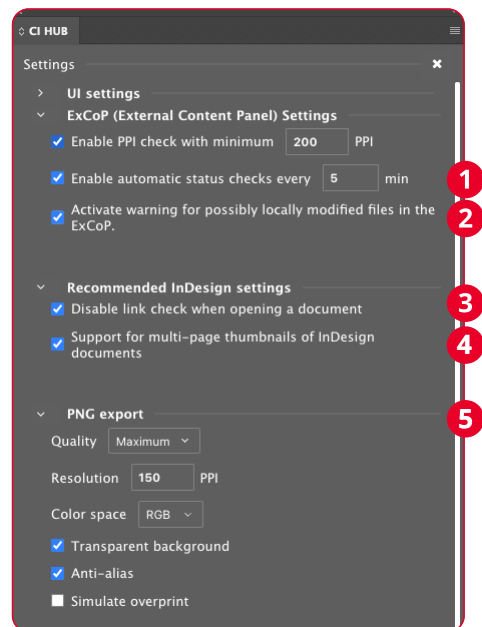 CI HUB
Settings
UI settings
ExCoP (External Content Panel) Settings
Enable PPI check with minimum 200 PPI
Enable automatic status checks every 5 min 1
Activate warning for possibly locally modified files in the 2
ExCoP.
Recommended InDesign settings
Disable link check when opening a document 3
Support for multi-page thumbnails of InDesign 4
documents
PNG export 5
Quality Maximum
Resolution 150 PPI
Color space RGB
Transparent background
Anti-alias
Simulate overprint